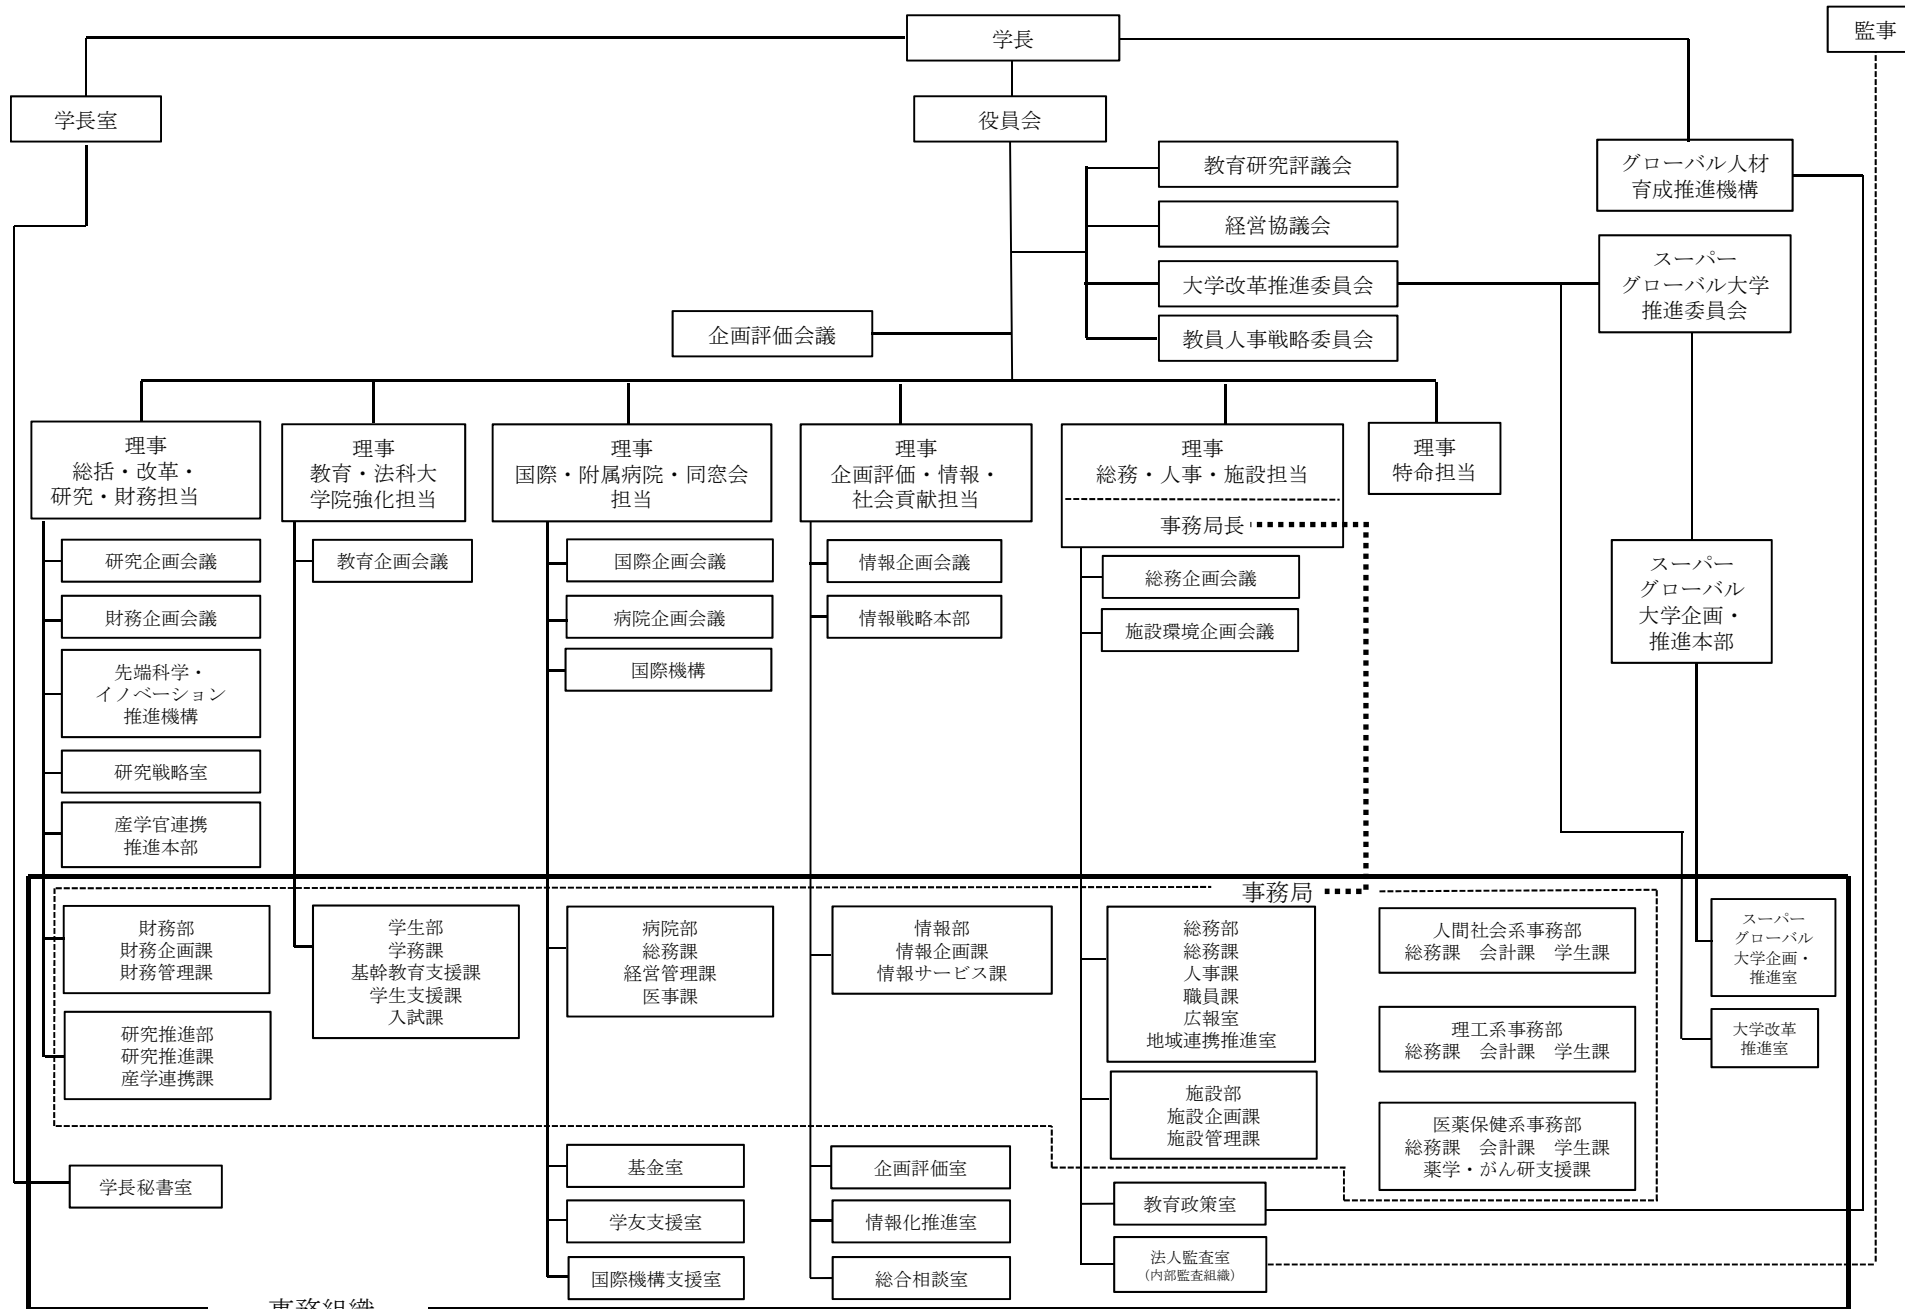 学長
監事
学長室
役員会
教育研究評議会
経営協議会
大学改革推進委員会
教員人事戦略委員会
企画評価会議
グローバル人材
育成推進機構
スーパー
グローバル大学
推進委員会
理事
総括・改革・
研究・財務担当
理事
教育・法科大
学院強化担当
理事
国際・附属病院・同窓会
担当
理事
企画評価・情報・
社会貢献担当
理事
総務・人事・施設担当
事務局長
理事
特命担当
研究企画会議
財務企画会議
先端科学・
イノベーション
推進機構
研究戦略室
産学官連携
推進本部
教育企画会議
国際企画会議
病院企画会議
国際機構
情報企画会議
情報戦略本部
総務企画会議
施設環境企画会議
スーパー
グローバル
大学企画・
推進本部
事務局
財務部
財務企画課
財務管理課
研究推進部
研究推進課
産学連携課
学生部
学務課
基幹教育支援課
学生支援課
入試課
病院部
総務課
経営管理課
医事課
情報部
情報企画課
情報サービス課
総務部
総務課
人事課
職員課
広報室
地域連携推進室
施設部
施設企画課
施設管理課
人間社会系事務部
総務課 会計課 学生課
理工系事務部
総務課 会計課 学生課
医薬保健系事務部
総務課 会計課 学生課
薬学・がん研支援課
スーパー
グローバル
大学企画・
推進室
大学改革
推進室
学長秘書室
基金室
学友支援室
国際機構支援室
企画評価室
情報化推進室
総合相談室
教育政策室
法人監査室
(内部監査組織)
事務組織